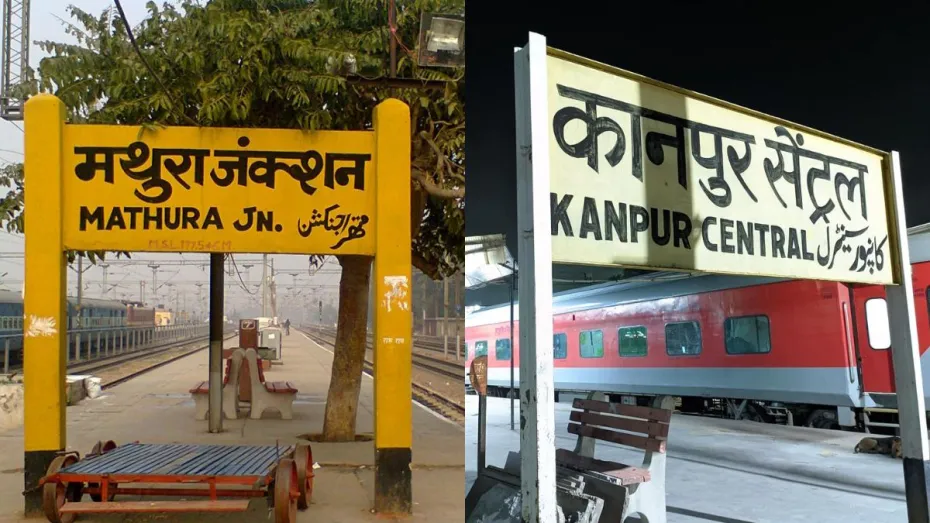 मथुरा जंक्शन
MATHURA JN.
متھرا جنکشن
कानपुर सेंट्रल
KANPUR CENTRAL
کانپور سینٹرل